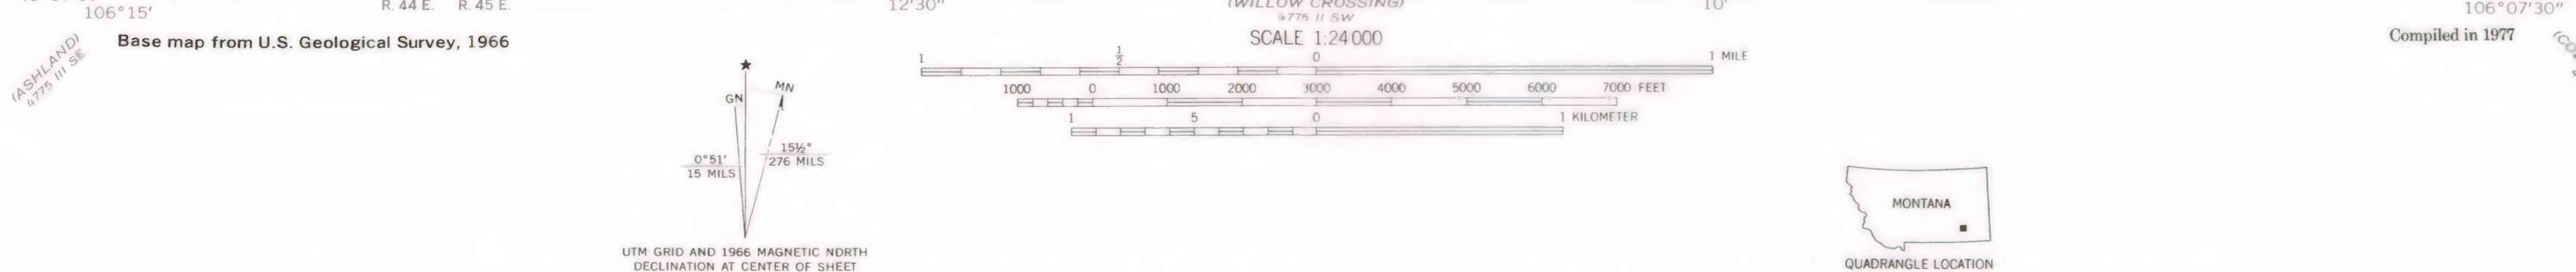 106°15'
R. 44 E. R. 45 E.
12'30"
(WILLOW CROSSING)
4775 II SW
10'
106°07'30"
(ASHLAND)
4775 III SE
Base map from U.S. Geological Survey, 1966
SCALE 1:24 000
Compiled in 1977
1 1/2 0 1 MILE
1000 0 1000 2000 3000 4000 5000 6000 7000 FEET
1 5 0 1 KILOMETER
GN
MN
0°51'
15 MILS
15½°
276 MILS
UTM GRID AND 1966 MAGNETIC NORTH
DECLINATION AT CENTER OF SHEET
MONTANA
QUADRANGLE LOCATION